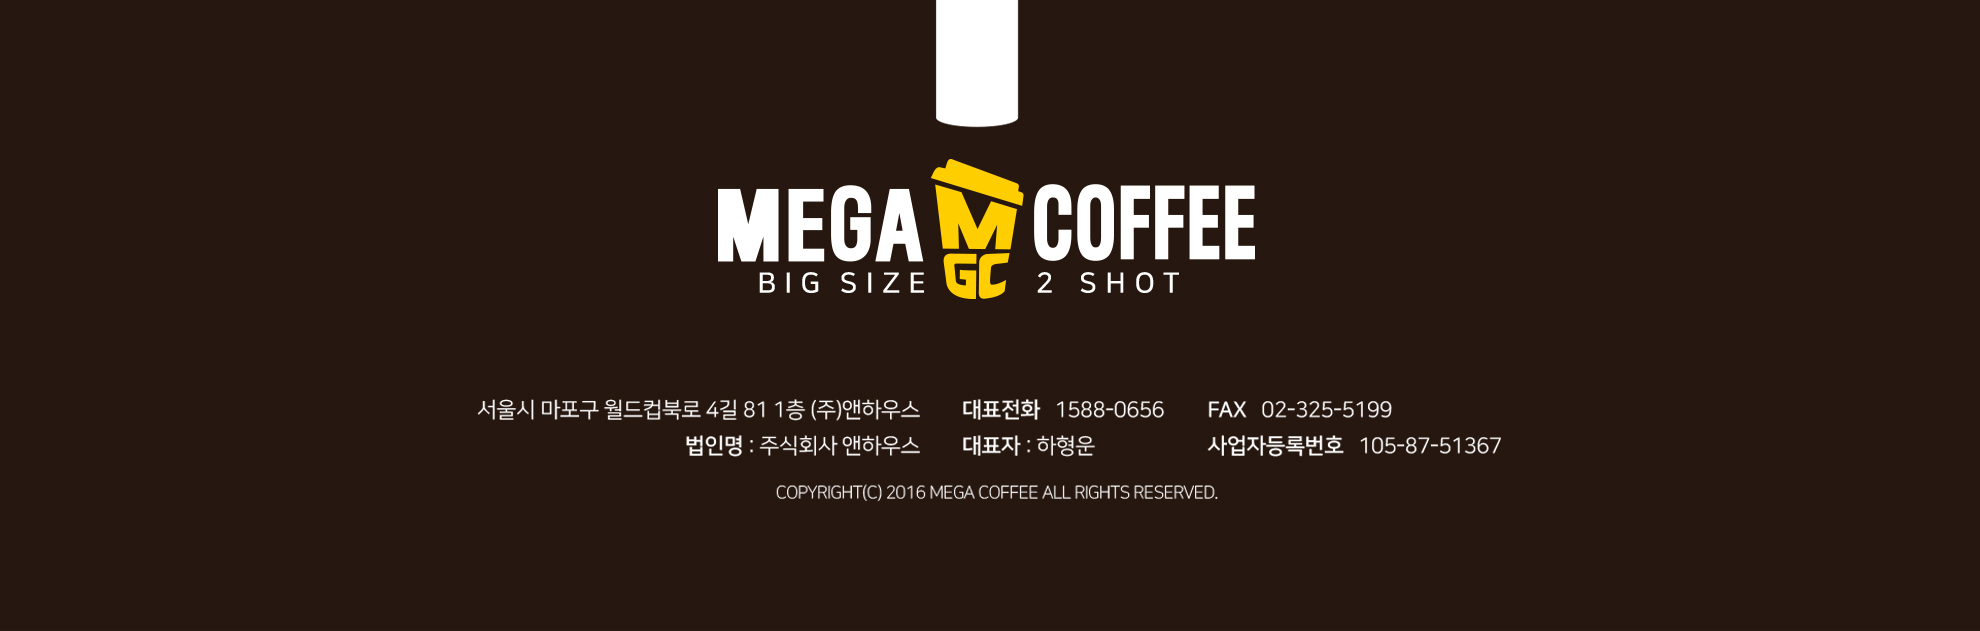 MEGA MGC COFFEE
BIG SIZE 2 SHOT
서울시 마포구 월드컵북로 4길 81 1층 (주)앤하우스 대표전화 1588-0656 FAX 02-325-5199
법인명 : 주식회사 앤하우스 대표자 : 하형운 사업자등록번호 105-87-51367
COPYRIGHT(C) 2016 MEGA COFFEE ALL RIGHTS RESERVED.